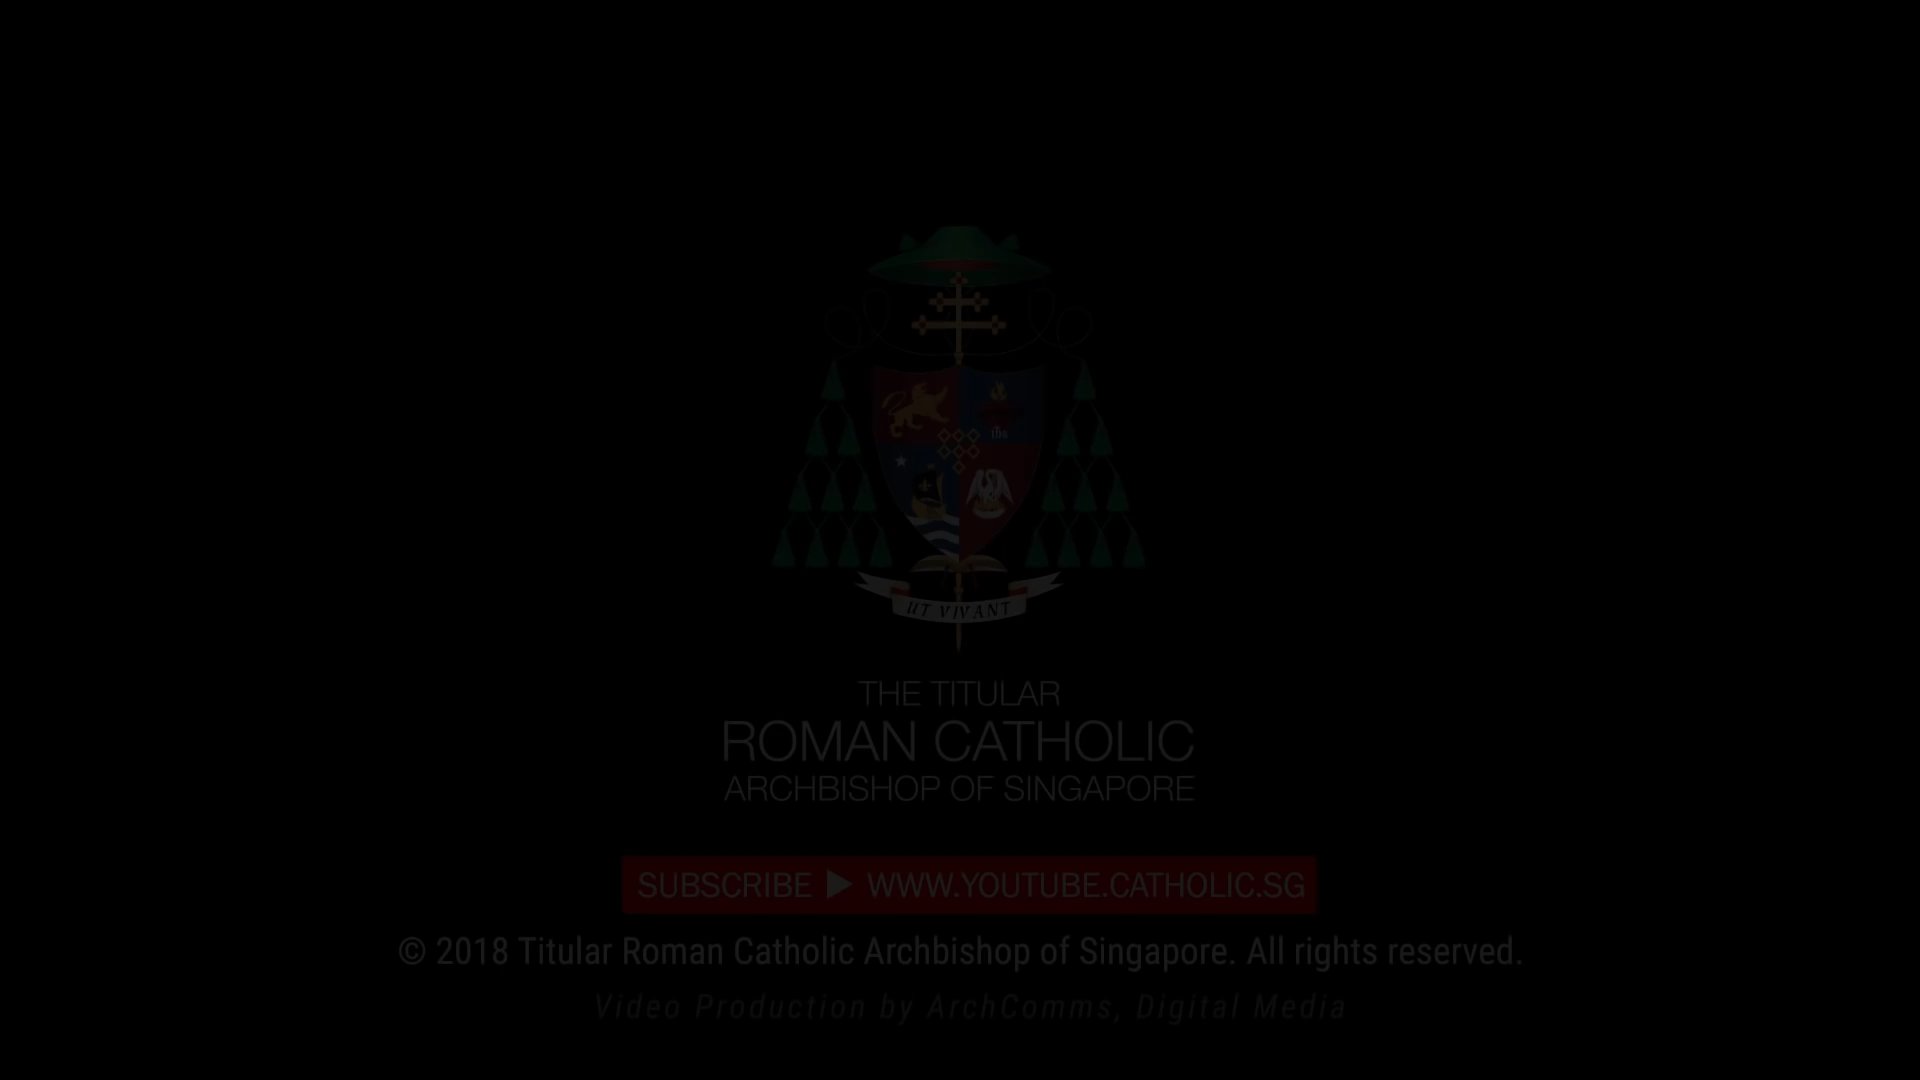 ihs
UT VIVANT
THE TITULAR
ROMAN CATHOLIC
ARCHBISHOP OF SINGAPORE
SUBSCRIBE ▶ WWW.YOUTUBE.CATHOLIC.SG
© 2018 Titular Roman Catholic Archbishop of Singapore. All rights reserved.
Video Production by ArchComms, Digital Media